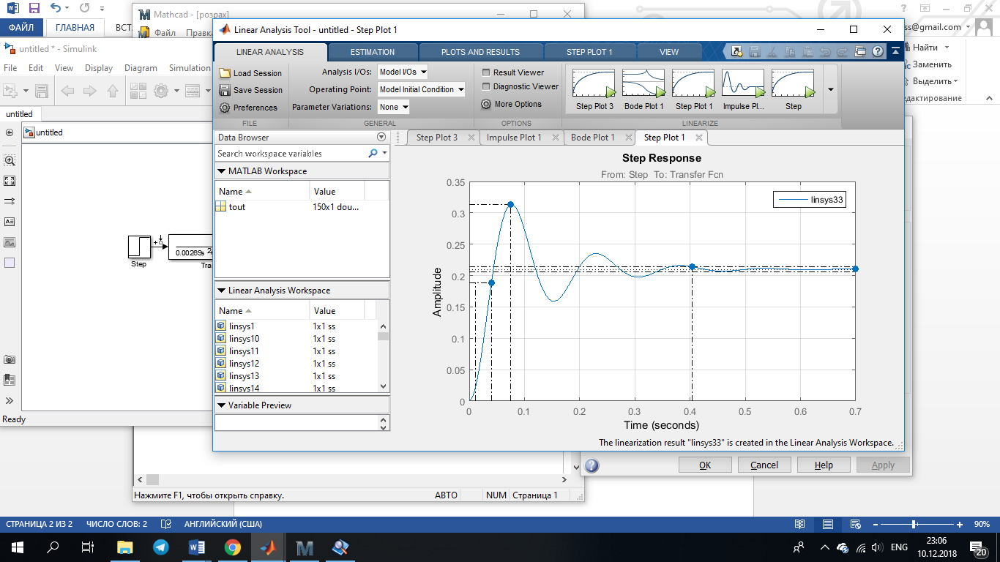 Mathcad - [розрах]
ФАЙЛ
ГЛАВНАЯ
ВСТ
Файл
Правка
ss@gmail.com
Найти
Заменить
Выделить
едактирование
untitled * - Simulink
File Edit View Display Diagram Simulation
untitled
untitled
Step
0.00269s
Tra
Ready
Linear Analysis Tool - untitled - Step Plot 1
LINEAR ANALYSIS ESTIMATION PLOTS AND RESULTS STEP PLOT 1 VIEW
Load Session
Save Session
Preferences
FILE
Analysis I/Os: Model I/Os
Operating Point: Model Initial Condition
Parameter Variations: None
GENERAL
Result Viewer
Diagnostic Viewer
More Options
OPTIONS
Step Plot 3 Bode Plot 1 Step Plot 1 Impulse Pl... Step
LINEARIZE
Data Browser
Search workspace variables
MATLAB Workspace
Name Value
tout 150x1 dou...
Linear Analysis Workspace
Name Value
linsys1 1x1 ss
linsys10 1x1 ss
linsys11 1x1 ss
linsys12 1x1 ss
linsys13 1x1 ss
linsys14 1x1 ss
Variable Preview
Step Plot 3 Impulse Plot 1 Bode Plot 1 Step Plot 1
Step Response
From: Step To: Transfer Fcn
linsys33
Amplitude
0.35
0.3
0.25
0.2
0.15
0.1
0.05
0
0 0.1 0.2 0.3 0.4 0.5 0.6 0.7
Time (seconds)
The linearization result "linsys33" is created in the Linear Analysis Workspace.
OK Cancel Help Apply
Нажмите F1, чтобы открыть справку.
АВТО NUM Страница 1
СТРАНИЦА 2 ИЗ 2 ЧИСЛО СЛОВ: 2 АНГЛИЙСКИЙ (США) 90%
ENG
23:06
10.12.2018
20